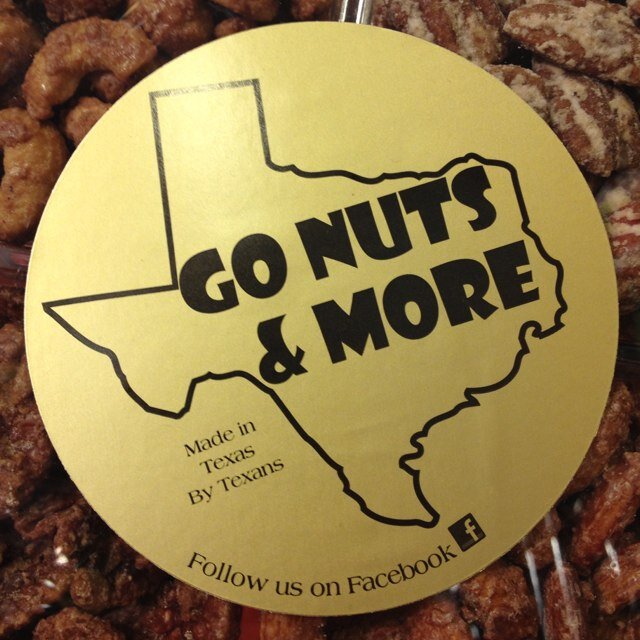 GO NUTS
& MORE
Made in
Texas
By Texans
Follow us on Facebook f